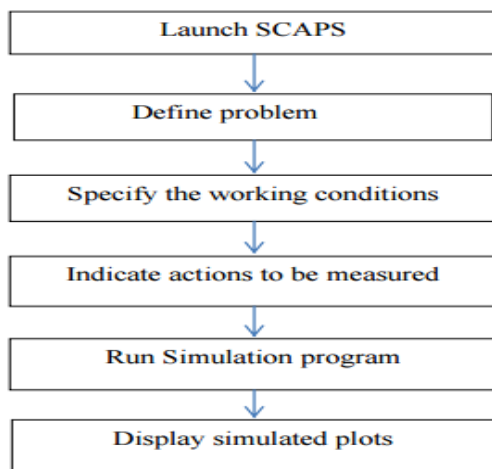 Launch SCAPS
Define problem
Specify the working conditions
Indicate actions to be measured
Run Simulation program
Display simulated plots